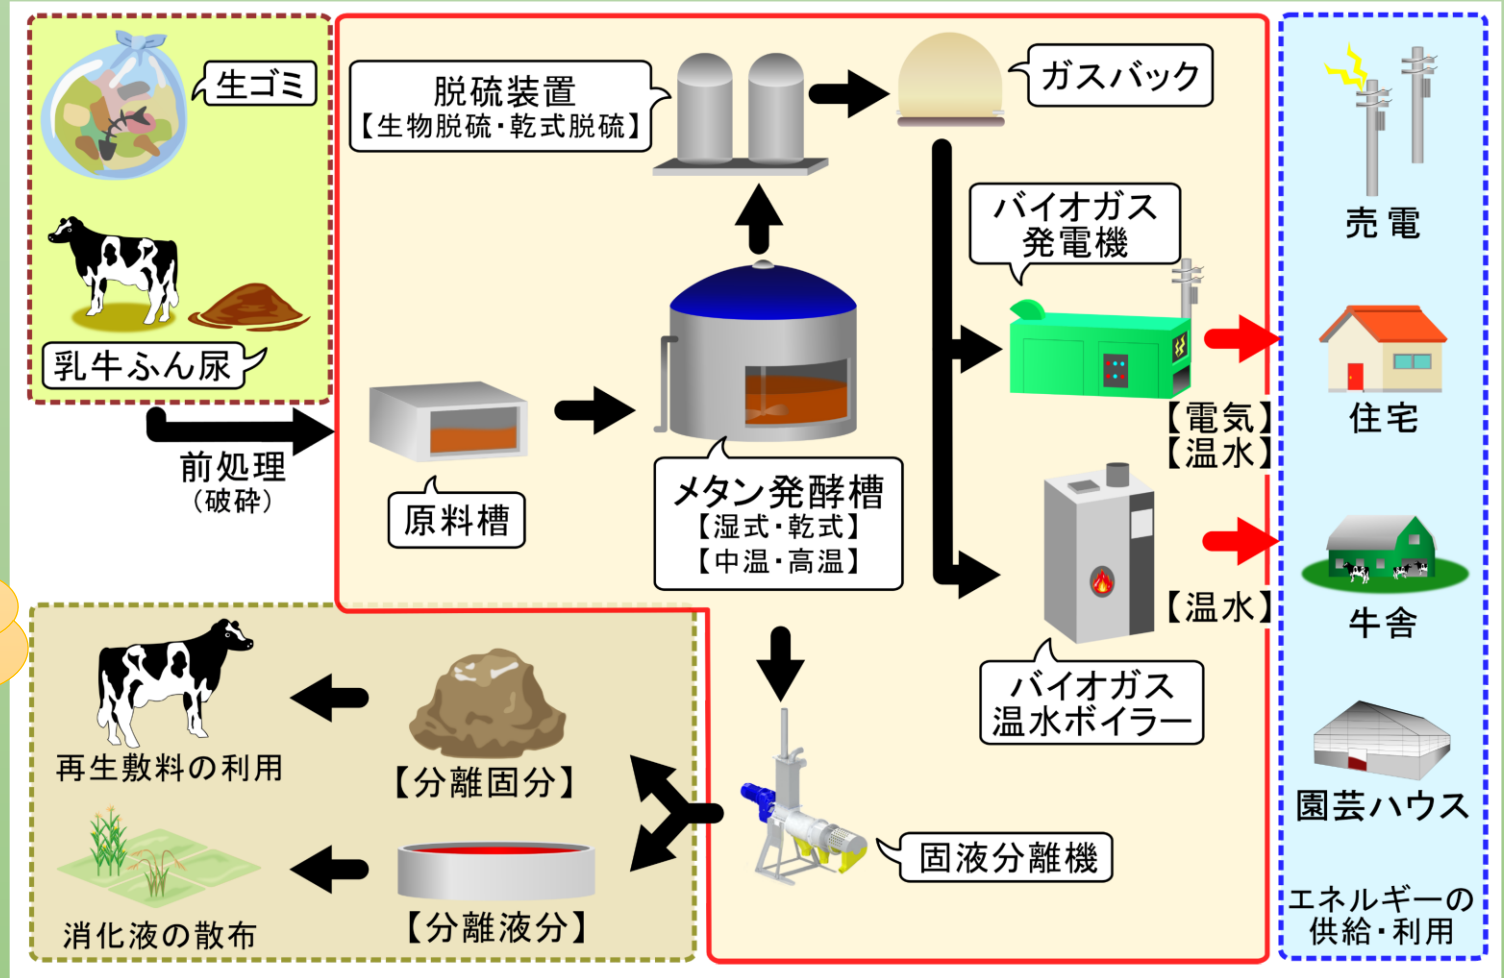 生ゴミ
乳牛ふん尿
前処理
（破砕）
脱硫装置
【生物脱硫・乾式脱硫】
ガスバック
バイオガス
発電機
原料槽
メタン発酵槽
【湿式・乾式】
【中温・高温】
【電気】
【温水】
【温水】
バイオガス
温水ボイラー
固液分離機
【分離固分】
再生敷料の利用
【分離液分】
消化液の散布
売電
住宅
牛舎
園芸ハウス
エネルギーの
供給・利用